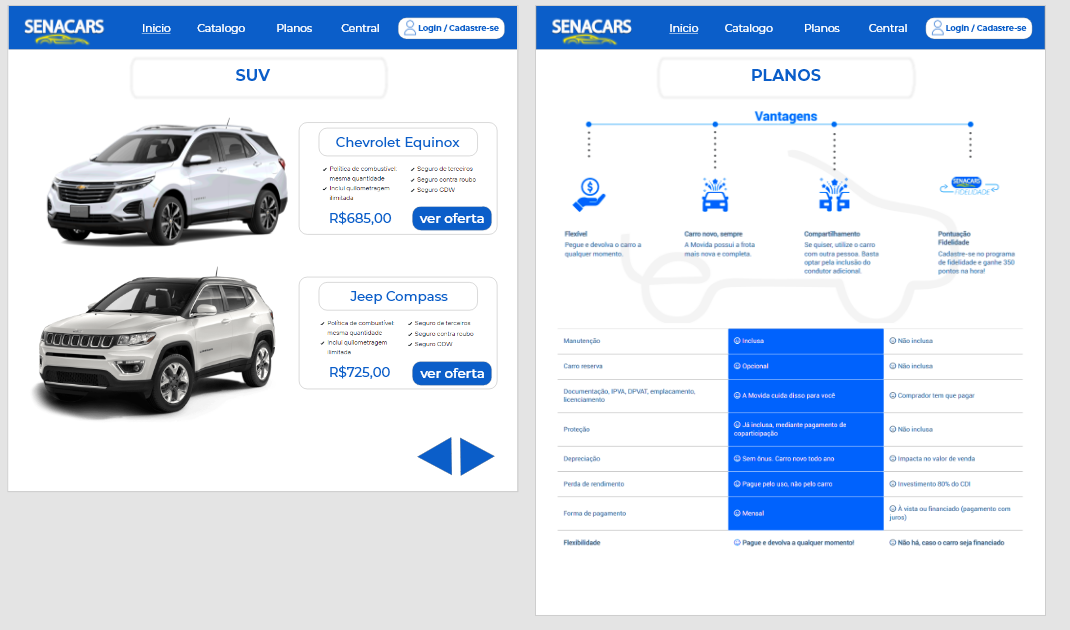 SENACARS
Inicio
Catalogo
Planos
Central
Login / Cadastre-se
SUV
Chevrolet Equinox
Política de combustível:
mesma quantidade
Inclui quilometragem
ilimitada
Seguro de terceiros
Seguro contra roubo
Seguro CDW
R$685,00
ver oferta
Jeep Compass
Política de combustível:
mesma quantidade
Inclui quilometragem
ilimitada
Seguro de terceiros
Seguro contra roubo
Seguro CDW
R$725,00
ver oferta
SENACARS
Inicio
Catalogo
Planos
Central
Login / Cadastre-se
PLANOS
Vantagens
SENACARS
FIDELIDADE
Flexível
Pegue e devolva o carro a
qualquer momento.
Carro novo, sempre
A Movida possui a frota
mais nova e completa.
Compartilhamento
Se quiser, utilize o carro
com outra pessoa. Basta
optar pela inclusão do
condutor adicional.
Pontuação
Fidelidade
Cadastre-se no programa
de fidelidade e ganhe 350
pontos na hora!
Manutenção
Inclusa
Não inclusa
Carro reserva
Opcional
Não inclusa
Documentação, IPVA, DPVAT, emplacamento,
licenciamento
A Movida cuida disso para você
Comprador tem que pagar
Proteção
Já inclusa, mediante pagamento de
coparticipação
Não inclusa
Depreciação
Sem ônus. Carro novo todo ano
Impacta no valor de venda
Perda de rendimento
Pague pelo uso, não pelo carro
Investimento 80% do CDI
Forma de pagamento
Mensal
À vista ou financiado (pagamento com
juros)
Flexibilidade
Pague e devolva a qualquer momento!
Não há, caso o carro seja financiado